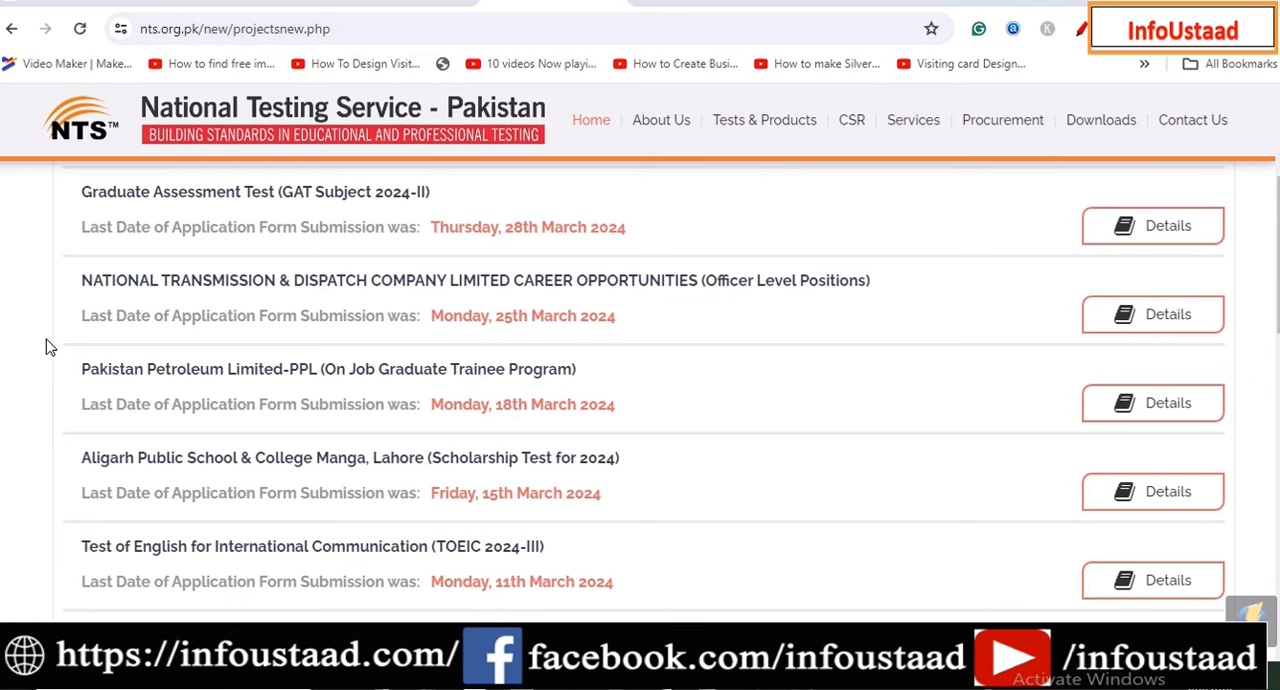 nts.org.pk/new/projectsnew.php
InfoUstaad
Video Maker | Make...
How to find free im...
How To Design Visit...
10 videos Now playi...
How to Create Busi...
How to make Silver...
Visiting card Design...
»
All Bookmarks
NTS™
National Testing Service - Pakistan
BUILDING STANDARDS IN EDUCATIONAL AND PROFESSIONAL TESTING
Home
About Us
Tests & Products
CSR
Services
Procurement
Downloads
Contact Us
Graduate Assessment Test (GAT Subject 2024-II)
Last Date of Application Form Submission was: Thursday, 28th March 2024
Details
NATIONAL TRANSMISSION & DISPATCH COMPANY LIMITED CAREER OPPORTUNITIES (Officer Level Positions)
Last Date of Application Form Submission was: Monday, 25th March 2024
Details
Pakistan Petroleum Limited-PPL (On Job Graduate Trainee Program)
Last Date of Application Form Submission was: Monday, 18th March 2024
Details
Aligarh Public School & College Manga, Lahore (Scholarship Test for 2024)
Last Date of Application Form Submission was: Friday, 15th March 2024
Details
Test of English for International Communication (TOEIC 2024-III)
Last Date of Application Form Submission was: Monday, 11th March 2024
Details
https://infoustaad.com/
facebook.com/infoustaad
/infoustaad
Activate Windows